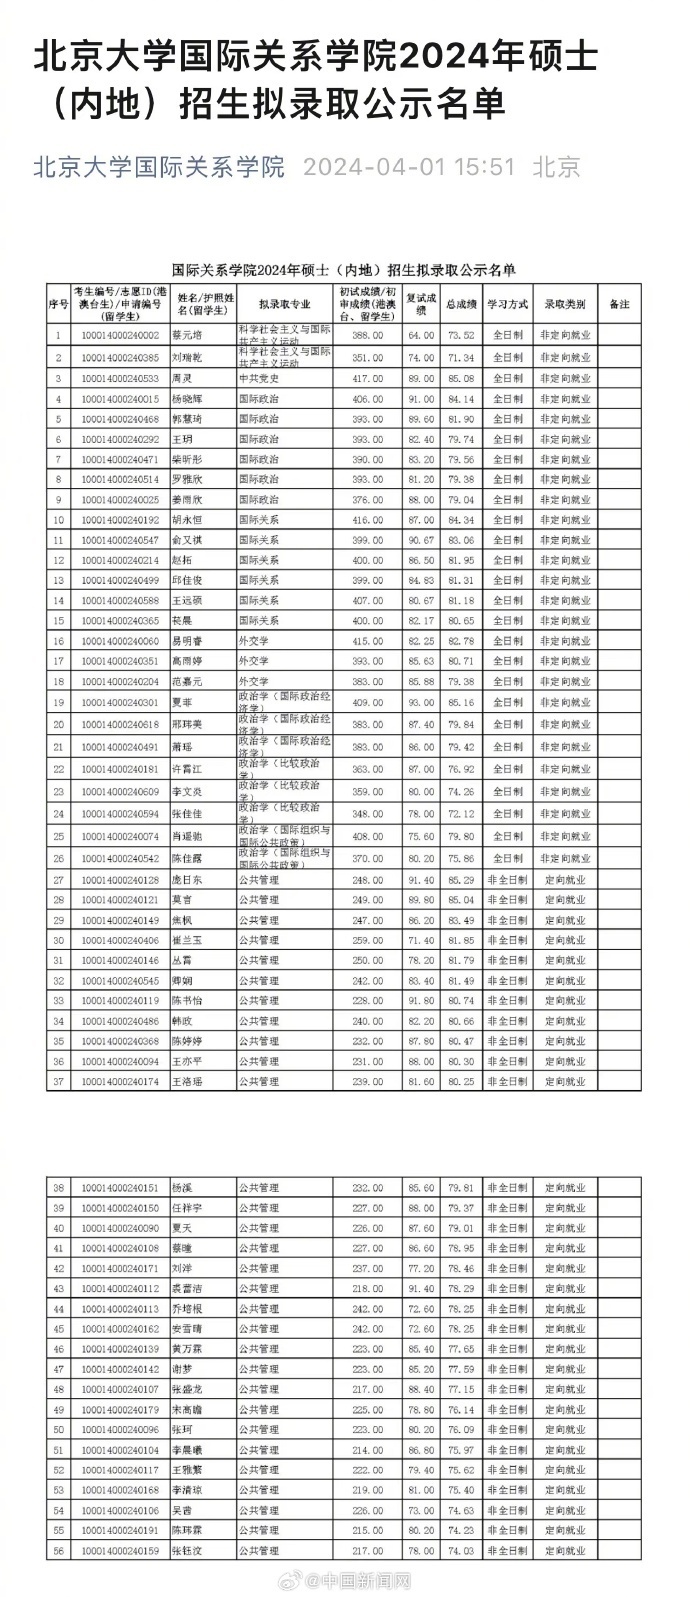 北京大学国际关系学院2024年硕士
（内地）招生拟录取公示名单
北京大学国际关系学院 2024-04-01 15:51 北京
国际关系学院2024年硕士（内地）招生拟录取公示名单
序号 考生编号/志愿ID(港澳台生)/申请编号(留学生) 姓名/护照姓名(留学生) 拟录取专业 初试成绩/初审成绩(港澳台、留学生) 复试成绩 总成绩 学习方式 录取类别 备注
1 100014000240002 蔡元培 科学社会主义与国际共产主义运动 388.00 64.00 73.52 全日制 非定向就业
2 100014000240385 刘瑞乾 科学社会主义与国际共产主义运动 351.00 74.00 71.34 全日制 非定向就业
3 100014000240533 周灵 中共党史 417.00 89.00 85.08 全日制 非定向就业
4 100014000240015 杨晓辉 国际政治 406.00 91.00 84.14 全日制 非定向就业
5 100014000240468 郭慧琦 国际政治 393.00 89.60 81.90 全日制 非定向就业
6 100014000240292 王玥 国际政治 393.00 82.40 79.74 全日制 非定向就业
7 100014000240471 柴昕彤 国际政治 390.00 83.20 79.56 全日制 非定向就业
8 100014000240514 罗雅欣 国际政治 393.00 81.20 79.38 全日制 非定向就业
9 100014000240025 姜雨欣 国际政治 376.00 88.00 79.04 全日制 非定向就业
10 100014000240192 胡永恒 国际关系 416.00 87.00 84.34 全日制 非定向就业
11 100014000240547 俞又祺 国际关系 399.00 90.67 83.06 全日制 非定向就业
12 100014000240214 赵拓 国际关系 400.00 86.50 81.95 全日制 非定向就业
13 100014000240499 邱佳俊 国际关系 399.00 84.83 81.31 全日制 非定向就业
14 100014000240588 王远硕 国际关系 407.00 80.67 81.18 全日制 非定向就业
15 100014000240365 晨 国际关系 400.00 82.17 80.65 全日制 非定向就业
16 100014000240060 易明睿 外交学 415.00 82.25 82.78 全日制 非定向就业
17 100014000240351 高雨婷 外交学 393.00 85.63 80.71 全日制 非定向就业
18 100014000240204 范嘉元 外交学 383.00 85.88 79.38 全日制 非定向就业
19 100014000240301 夏菲 政治学（国际政治经济学） 409.00 93.00 85.16 全日制 非定向就业
20 100014000240618 邢玮美 政治学（国际政治经济学） 383.00 87.40 79.84 全日制 非定向就业
21 100014000240491 萧瑶 政治学（国际政治经济学） 383.00 86.00 79.42 全日制 非定向就业
22 100014000240181 许霄江 政治学（比较政治学） 363.00 87.00 76.92 全日制 非定向就业
23 100014000240609 李文炎 政治学（比较政治学） 359.00 80.00 74.26 全日制 非定向就业
24 100014000240594 张佳佳 政治学（比较政治学） 348.00 78.00 72.12 全日制 非定向就业
25 100014000240074 肖遥驰 政治学（国际组织与国际公共政策） 408.00 75.60 79.80 全日制 非定向就业
26 100014000240542 陈佳露 政治学（国际组织与国际公共政策） 370.00 80.20 75.86 全日制 非定向就业
27 100014000240128 庞日东 公共管理 248.00 91.40 85.29 非全日制 定向就业
28 100014000240121 莫言 公共管理 249.00 89.80 85.04 非全日制 定向就业
29 100014000240149 焦枫 公共管理 247.00 86.20 83.49 非全日制 定向就业
30 100014000240406 崔兰玉 公共管理 259.00 71.40 81.85 非全日制 定向就业
31 100014000240146 丛霄 公共管理 250.00 78.20 81.79 非全日制 定向就业
32 100014000240545 卿娴 公共管理 242.00 83.40 81.49 非全日制 定向就业
33 100014000240119 陈书怡 公共管理 228.00 91.80 80.74 非全日制 定向就业
34 100014000240486 韩政 公共管理 240.00 82.20 80.66 非全日制 定向就业
35 100014000240368 陈婷婷 公共管理 232.00 87.80 80.47 非全日制 定向就业
36 100014000240094 王亦平 公共管理 231.00 88.00 80.30 非全日制 定向就业
37 100014000240174 王洛瑶 公共管理 239.00 81.60 80.25 非全日制 定向就业
38 100014000240151 杨溪 公共管理 232.00 85.60 79.81 非全日制 定向就业
39 100014000240150 任祥宇 公共管理 227.00 88.00 79.37 非全日制 定向就业
40 100014000240090 夏天 公共管理 226.00 87.60 79.01 非全日制 定向就业
41 100014000240108 蔡瞳 公共管理 227.00 86.60 78.95 非全日制 定向就业
42 100014000240171 刘洋 公共管理 237.00 77.20 78.46 非全日制 定向就业
43 100014000240112 裘蕾洁 公共管理 218.00 91.40 78.29 非全日制 定向就业
44 100014000240113 乔培根 公共管理 242.00 72.60 78.25 非全日制 定向就业
45 100014000240162 安雪晴 公共管理 242.00 72.60 78.25 非全日制 定向就业
46 100014000240139 黄万霖 公共管理 223.00 85.40 77.65 非全日制 定向就业
47 100014000240142 谢梦 公共管理 223.00 85.20 77.59 非全日制 定向就业
48 100014000240107 张盛龙 公共管理 217.00 88.40 77.15 非全日制 定向就业
49 100014000240179 宋高瞻 公共管理 225.00 78.80 76.14 非全日制 定向就业
50 100014000240096 张珂 公共管理 223.00 80.20 76.09 非全日制 定向就业
51 100014000240104 李晨曦 公共管理 214.00 86.80 75.97 非全日制 定向就业
52 100014000240117 王雅繁 公共管理 222.00 79.40 75.62 非全日制 定向就业
53 100014000240168 李清琼 公共管理 219.00 81.00 75.40 非全日制 定向就业
54 100014000240106 吴茜 公共管理 226.00 73.00 74.63 非全日制 定向就业
55 100014000240191 陈玮霖 公共管理 215.00 80.20 74.23 非全日制 定向就业
56 100014000240159 张钰汶 公共管理 217.00 78.00 74.03 非全日制 定向就业
@中国新闻网